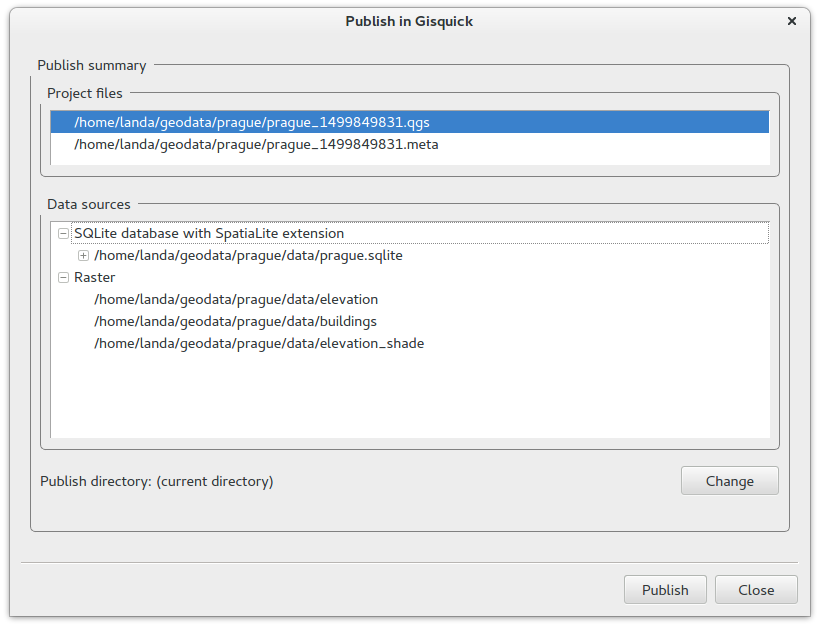 Publish in Gisquick
Publish summary
Project files
/home/landa/geodata/prague/prague_1499849831.qgs
/home/landa/geodata/prague/prague_1499849831.meta
Data sources
SQLite database with SpatiaLite extension
/home/landa/geodata/prague/data/prague.sqlite
Raster
/home/landa/geodata/prague/data/elevation
/home/landa/geodata/prague/data/buildings
/home/landa/geodata/prague/data/elevation_shade
Publish directory: (current directory)
Change
Publish
Close